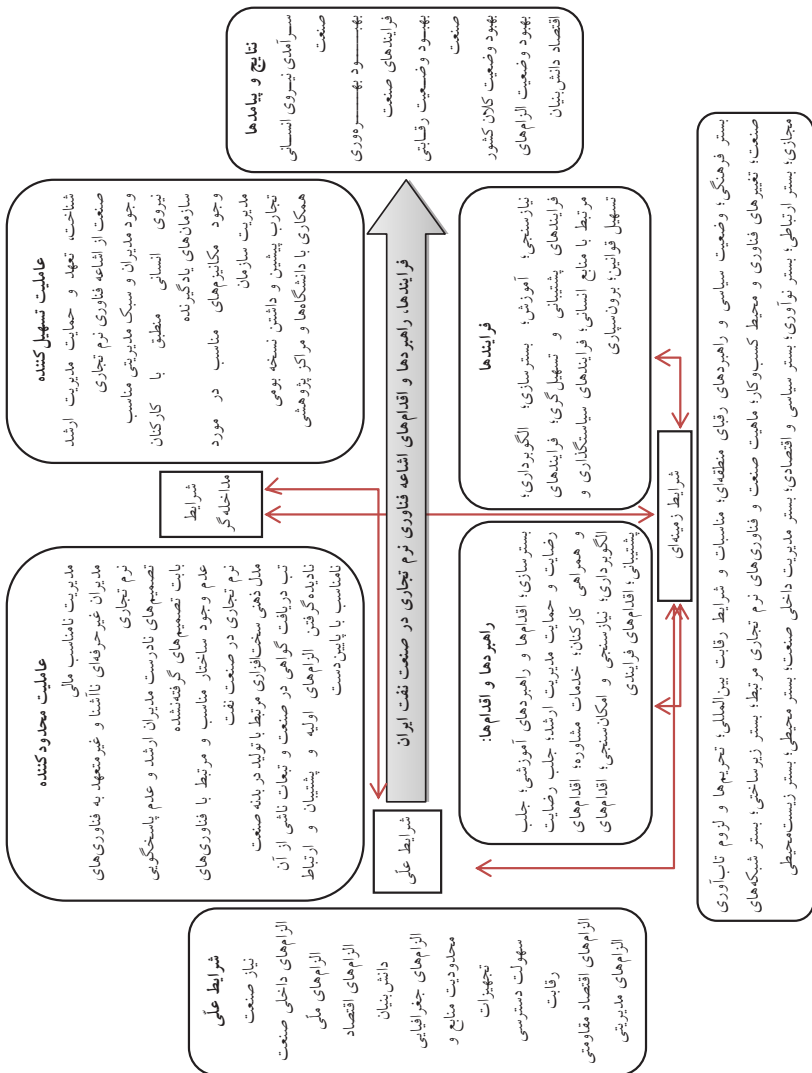 شرایط علّی
نیاز صنعت
الزام‌های داخلی صنعت
الزام‌های ملّی
الزام‌های اقتصاد
دانش‌بنیان
الزام‌های جغرافیایی
محدودیت منابع و
تجهیزات
سهولت دسترسی
رقابت
الزام‌های اقتصاد مقاومتی
الزام‌های مدیریتی
عاملیت محدودکننده
مدیریت نامناسب مالی
مدیران غیرحرفه‌ای ناآشنا و غیرمتعهد به فناوری‌های
نرم تجاری
تصمیم‌های نادرست مدیران ارشد و عدم پاسخگویی
بابت تصمیم‌های گرفته‌نشده
عدم وجود ساختار مناسب و مرتبط با فناوری‌های
نرم تجاری در صنعت نفت
مدل ذهنی سخت‌افزاری مرتبط با تولید در بدنه صنعت
تب دریافت گواهی در صنعت و تبعات ناشی از آن
نادیده گرفتن الزام‌های اولیه و پشتیبان و ارتباط
نامناسب با پایین‌دست
عاملیت تسهیل‌کننده
شناخت، تعهد و حمایت مدیریت ارشد
صنعت از اشاعه فناوری نرم تجاری
وجود مدیران و سبک مدیریتی مناسب
نیروی انسانی منطبق با کارکنان
سازمان‌های یادگیرنده
وجود مکانیزم‌های مناسب در مورد
مدیریت سازمان
تجارب پیشین و داشتن نسخه بومی
همکاری با دانشگاه‌ها و مراکز پژوهشی
شرایط
مداخله‌گر
شرایط علّی
فرایندها، راهبردها و اقدام‌های اشاعه فناوری نرم تجاری در صنعت نفت ایران
نتایج و پیامدها
سرآمدی نیروی انسانی
صنعت
بهبود بهره‌وری
فرایندهای صنعت
بهبود وضعیت رقابتی
صنعت
بهبود وضعیت کلان کشور
بهبود وضعیت الزام‌های
اقتصاد دانش‌بنیان
راهبردها و اقدام‌ها:
بسترسازی؛ اقدام‌ها و راهبردهای آموزشی؛ جلب
رضایت و حمایت مدیریت ارشد؛ جلب رضایت
و همراهی کارکنان؛ خدمات مشاوره؛ اقدام‌های
الگوبرداری؛ نیازسنجی و امکان‌سنجی؛ اقدام‌های
پشتیبانی؛ اقدام‌های فرایندی
فرایندها
نیازسنجی؛ آموزش؛ بسترسازی؛ الگوبرداری؛
فرایندهای پشتیبانی و تسهیل‌گری؛ فرایندهای
مرتبط با منابع انسانی؛ فرایندهای سیاستگذاری و
تسهیل قوانین؛ برون‌سپاری
شرایط زمینه‌ای
بستر فرهنگی؛ وضعیت سیاسی و راهبردهای رقبای منطقه‌ای؛ مناسبات و شرایط رقابت بین‌المللی؛ تحریم‌ها و لزوم تاب‌آوری
صنعت؛ تغییرهای فناوری و محیط کسب‌وکار؛ ماهیت صنعت و فناوری‌های نرم تجاری مرتبط؛ بستر زیرساختی؛ بستر شبکه‌های
مجازی؛ بستر ارتباطی؛ بستر نوآوری؛ بستر سیاسی و اقتصادی؛ بستر مدیریت داخلی صنعت؛ بستر محیطی؛ بستر زیست‌محیطی